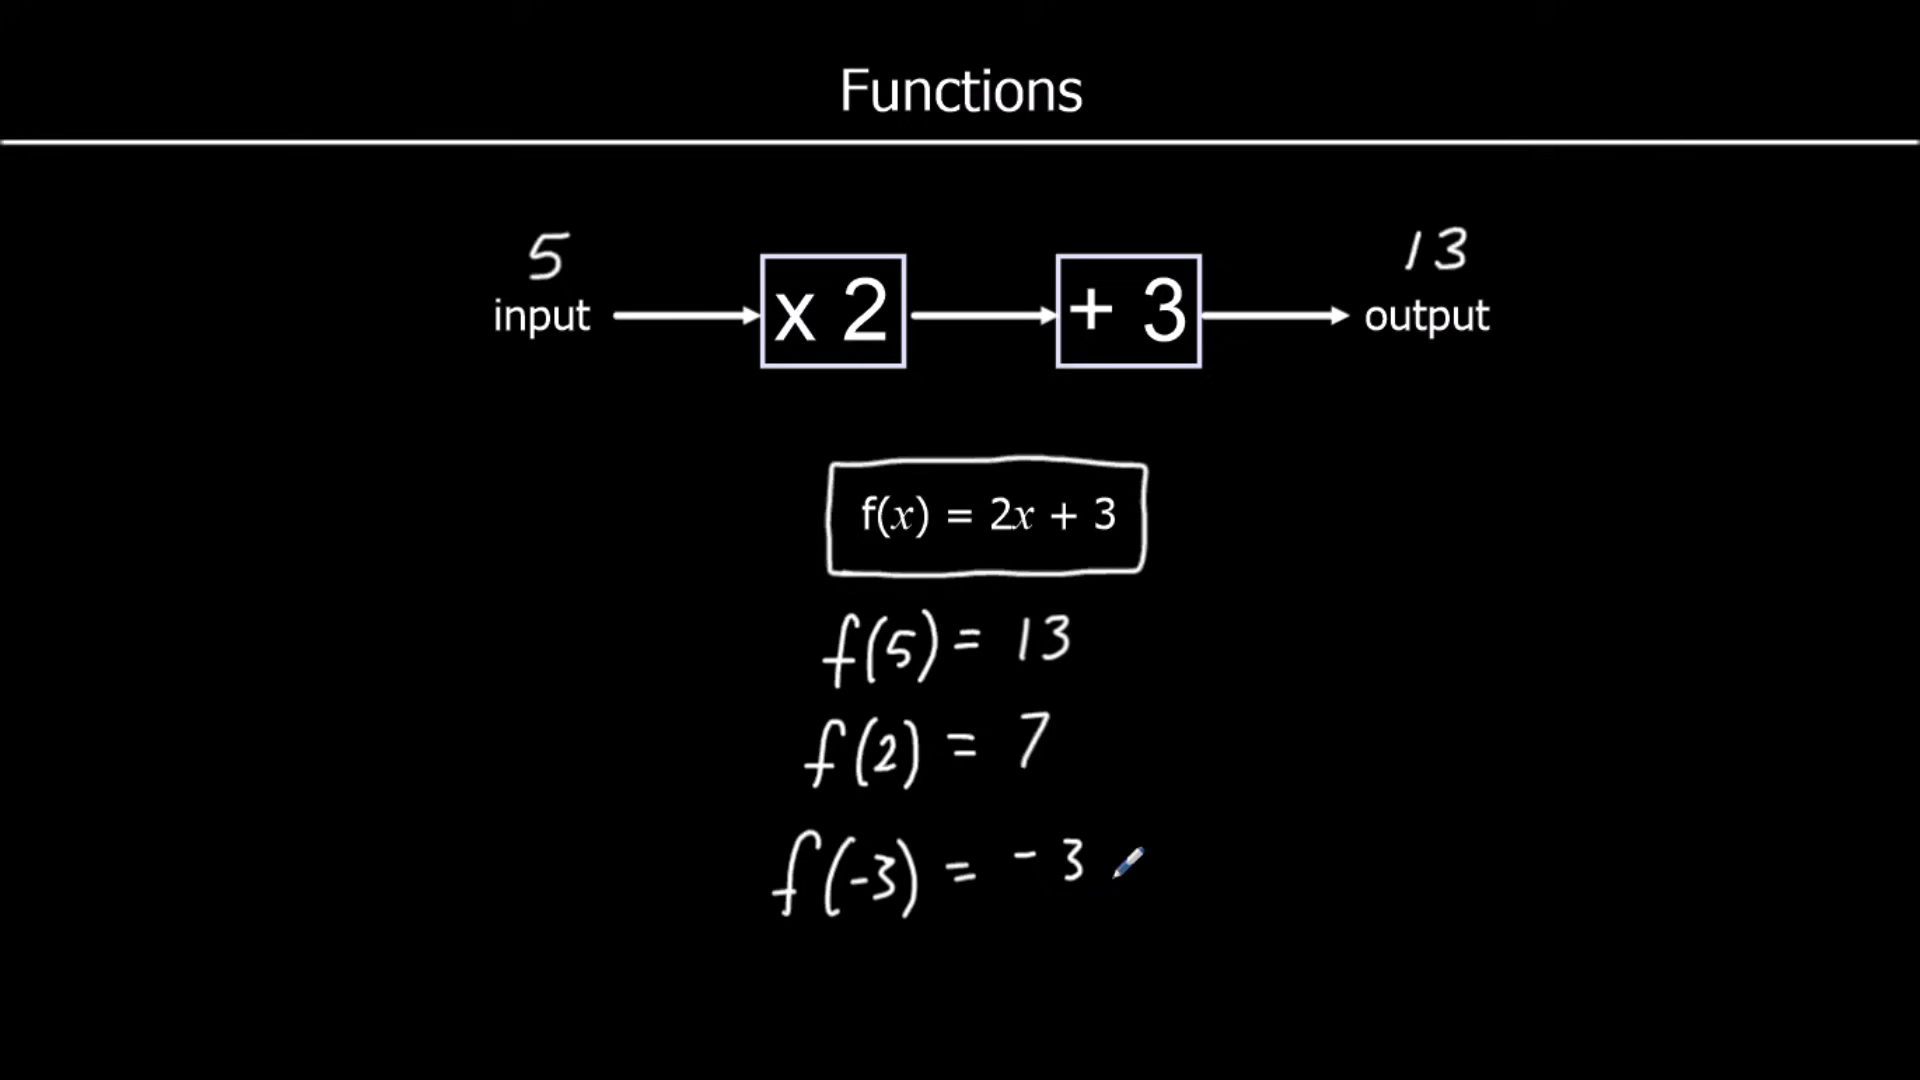 Functions
5
13
input
x 2
+ 3
output
f(x) = 2x + 3
f(5) = 13
f(2) = 7
f(-3) = -3